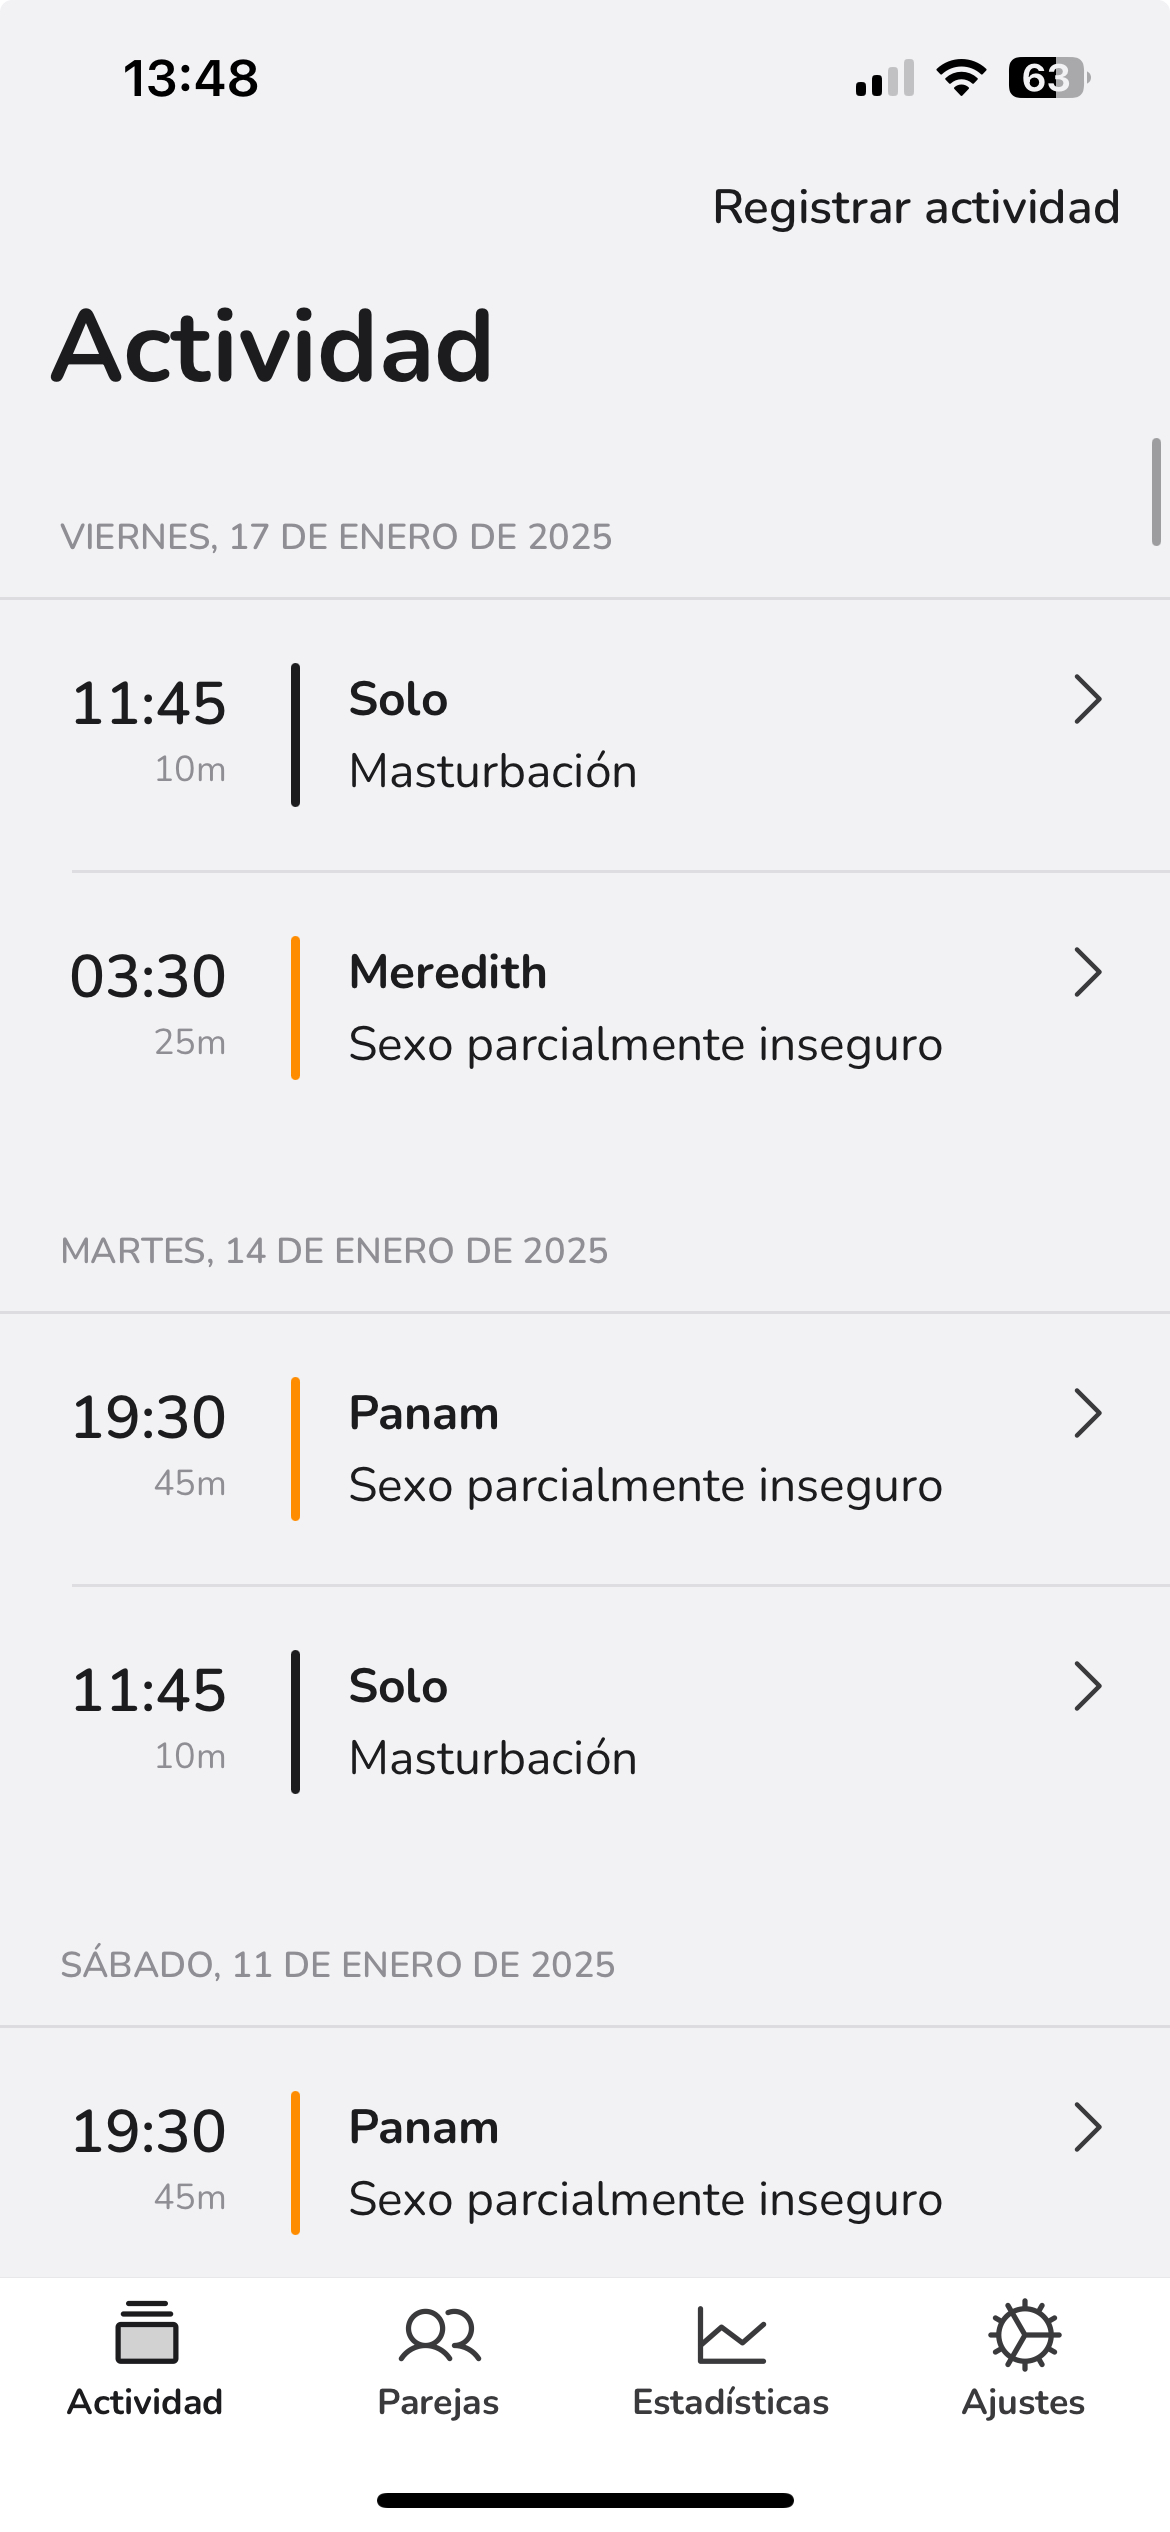 13:48
63
Registrar actividad
Actividad
VIERNES, 17 DE ENERO DE 2025
11:45
Solo
10m
Masturbación
03:30
Meredith
25m
Sexo parcialmente inseguro
MARTES, 14 DE ENERO DE 2025
19:30
Panam
45m
Sexo parcialmente inseguro
11:45
Solo
10m
Masturbación
SÁBADO, 11 DE ENERO DE 2025
19:30
Panam
45m
Sexo parcialmente inseguro
Actividad
Parejas
Estadísticas
Ajustes